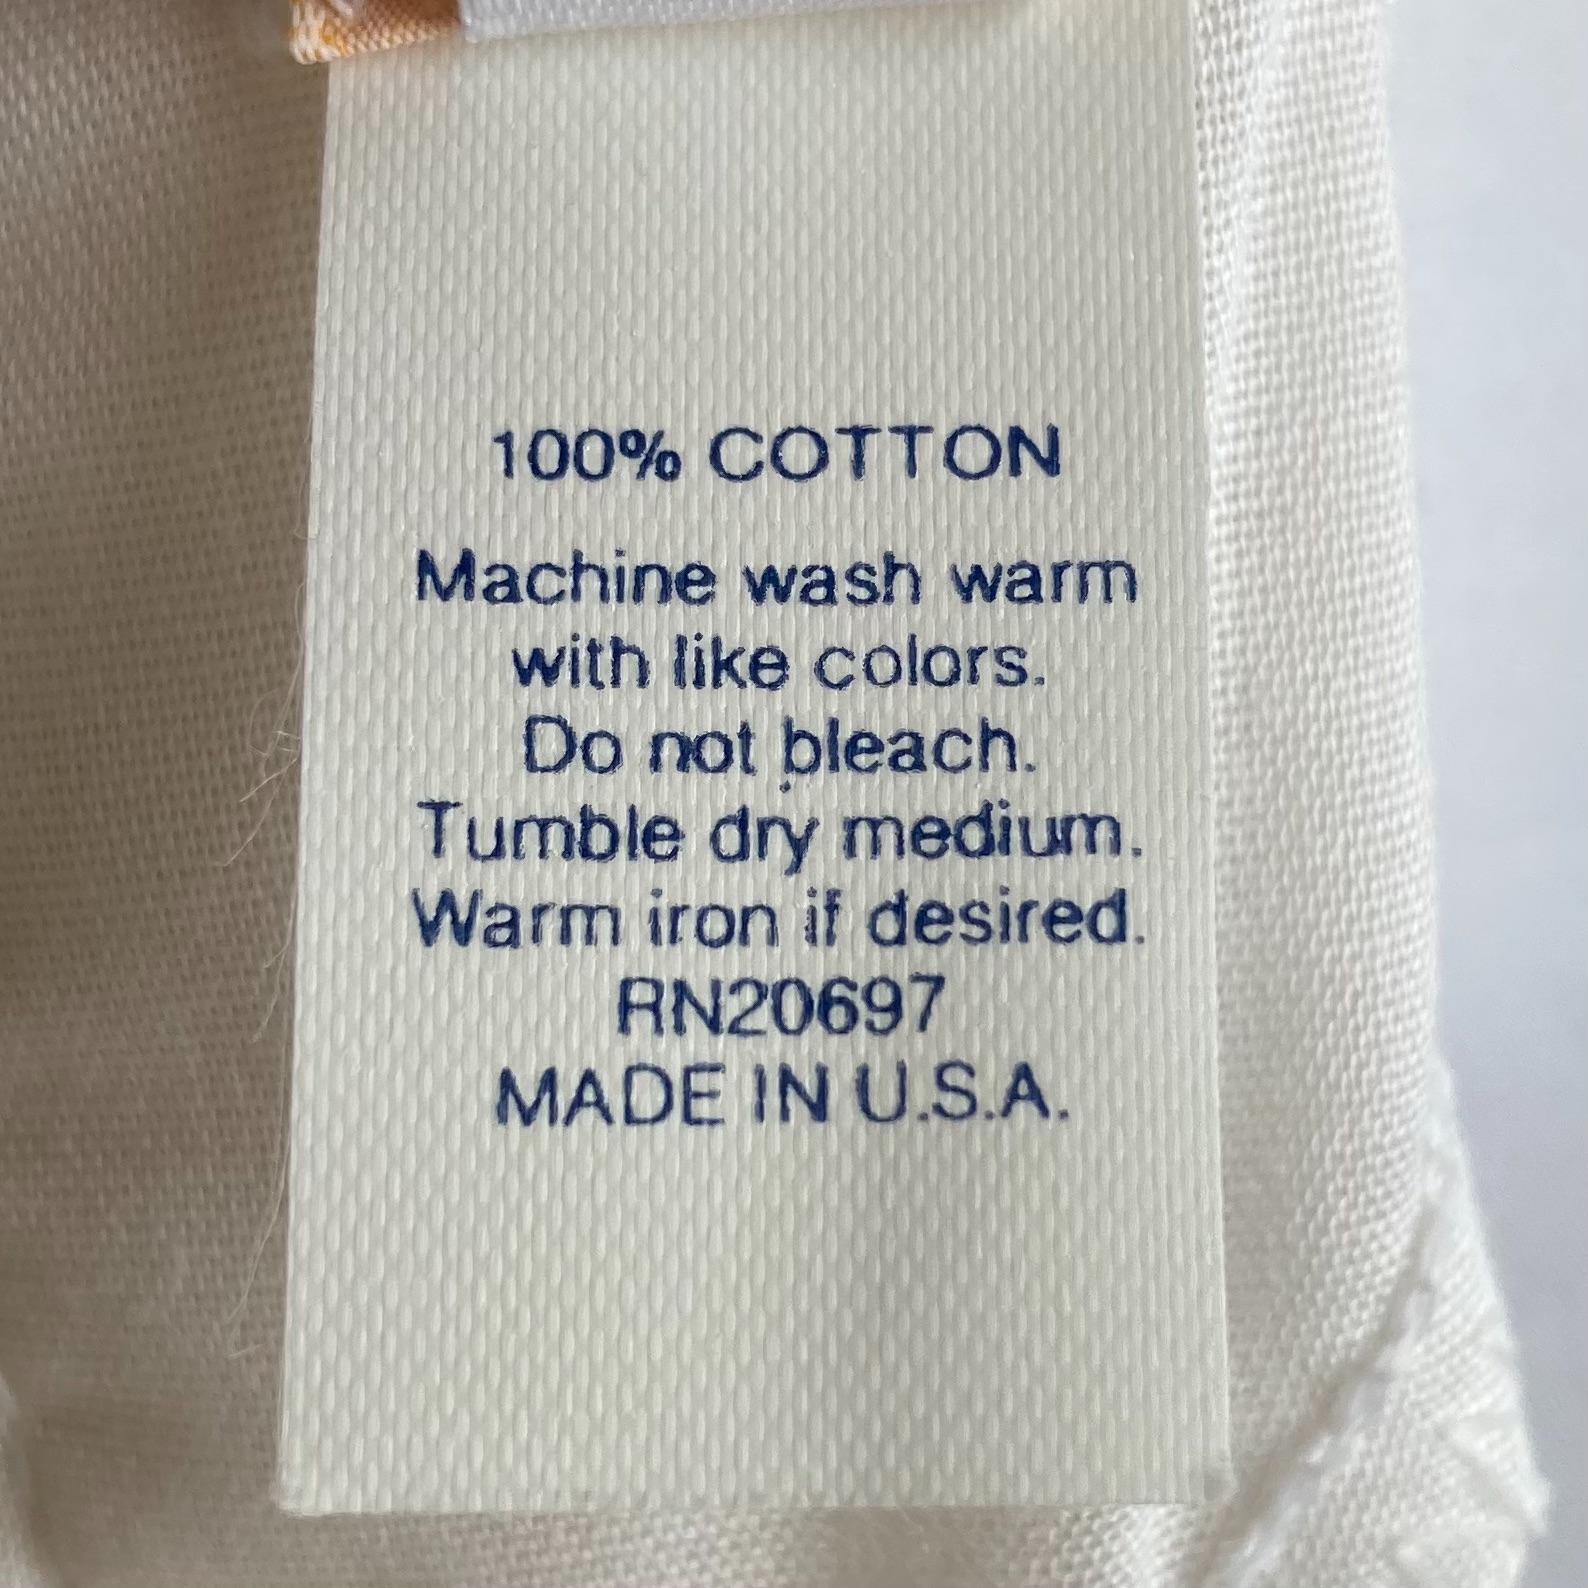 100% COTTON
Machine wash warm
with like colors.
Do not bleach.
Tumble dry medium.
Warm iron if desired.
RN20697
MADE IN U.S.A.